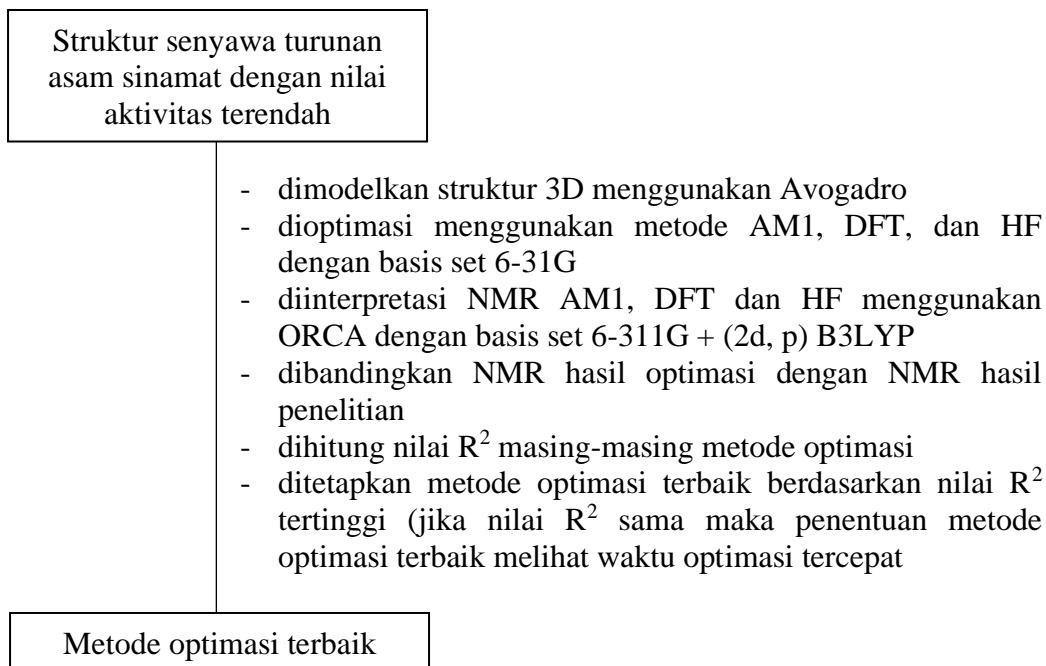 Struktur senyawa turunan
asam sinamat dengan nilai
aktivitas terendah
- dimodelkan struktur 3D menggunakan Avogadro
- dioptimasi menggunakan metode AM1, DFT, dan HF
dengan basis set 6-31G
- diinterpretasi NMR AM1, DFT dan HF menggunakan
ORCA dengan basis set 6-311G + (2d, p) B3LYP
- dibandingkan NMR hasil optimasi dengan NMR hasil
penelitian
- dihitung nilai R² masing-masing metode optimasi
- ditetapkan metode optimasi terbaik berdasarkan nilai R²
tertinggi (jika nilai R² sama maka penentuan metode
optimasi terbaik melihat waktu optimasi tercepat
Metode optimasi terbaik